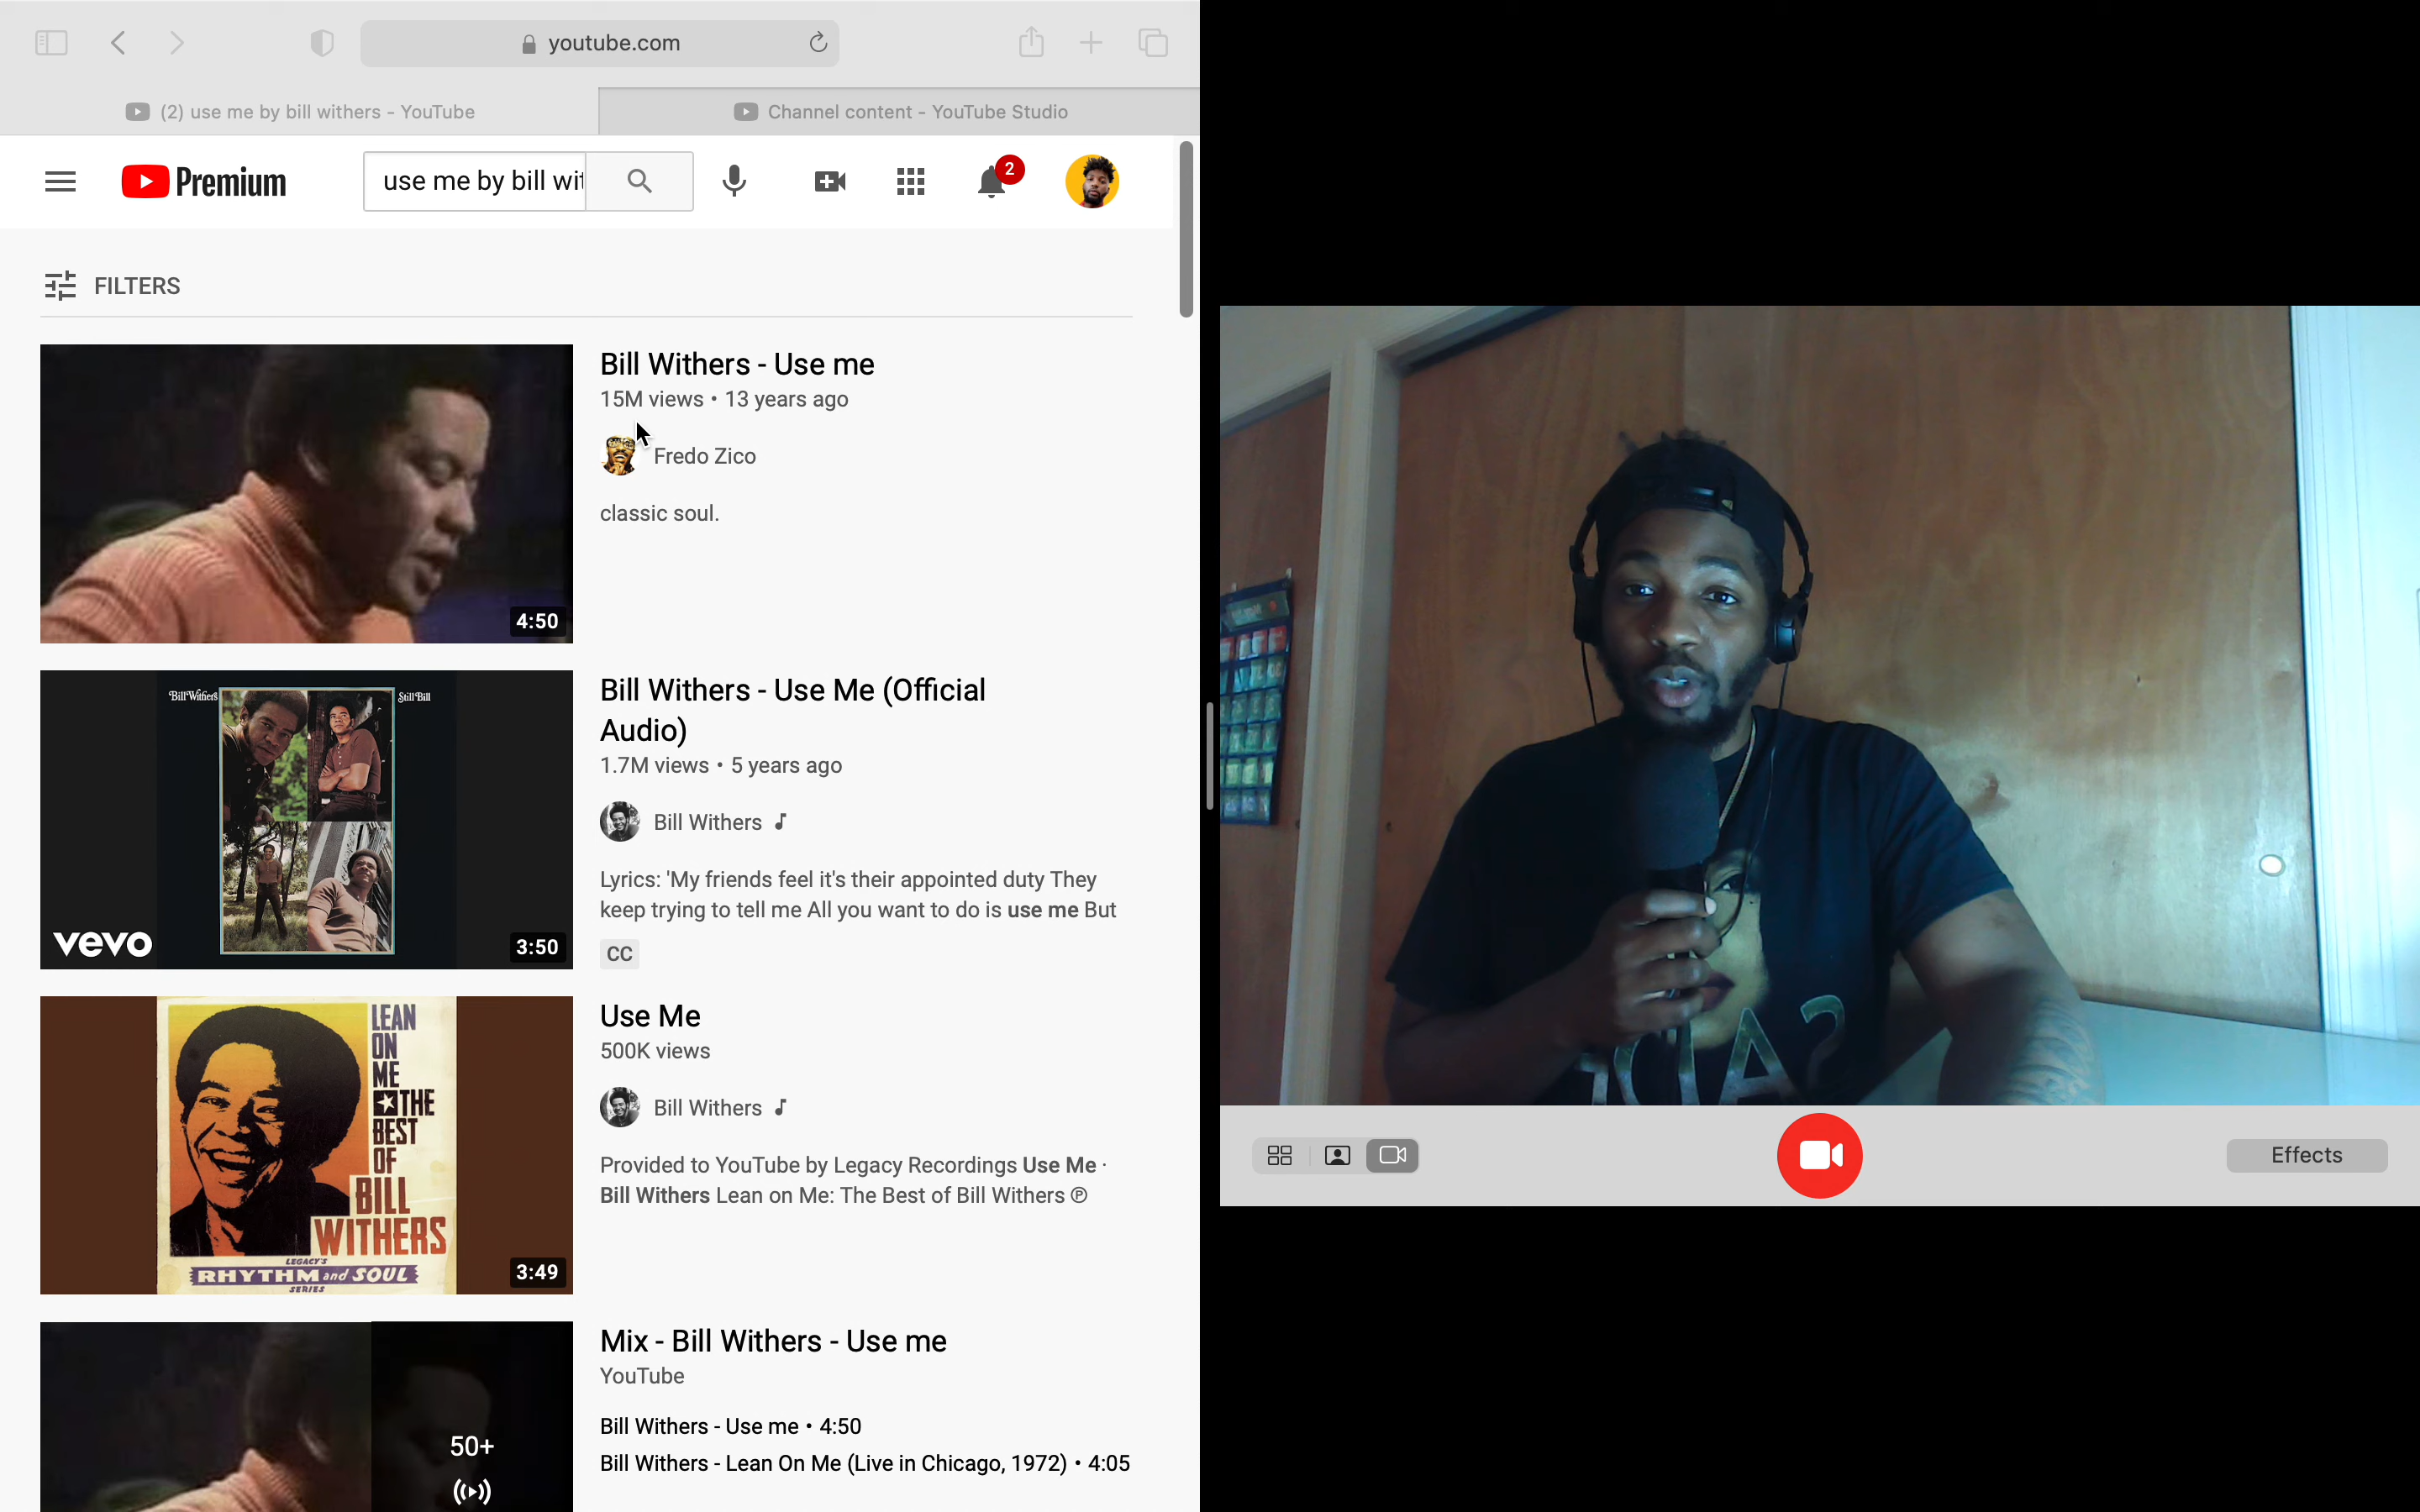 youtube.com
(2) use me by bill withers - YouTube
Channel content - YouTube Studio
Premium
use me by bill wit
2
FILTERS
4:50
Bill Withers - Use me
15M views • 13 years ago
Fredo Zico
classic soul.
Bill Withers
Still Bill
vevo
3:50
Bill Withers - Use Me (Official
Audio)
1.7M views • 5 years ago
Bill Withers
Lyrics: 'My friends feel it's their appointed duty They
keep trying to tell me All you want to do is use me But
CC
LEAN
ON
ME
THE
BEST
OF
BILL
WITHERS
LEGACY'S
RHYTHM and SOUL
SERIES
3:49
Use Me
500K views
Bill Withers
Provided to YouTube by Legacy Recordings Use Me ·
Bill Withers Lean on Me: The Best of Bill Withers ℗
50+
Mix - Bill Withers - Use me
YouTube
Bill Withers - Use me • 4:50
Bill Withers - Lean On Me (Live in Chicago, 1972) • 4:05
Effects